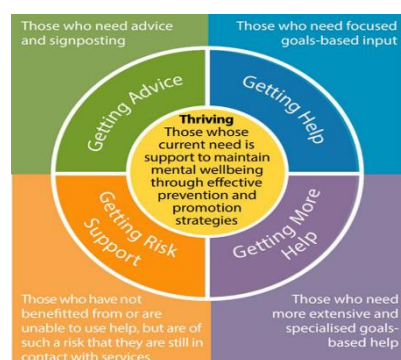 Those who need advice
and signposting
Those who need focused
goals-based input
Getting Advice
Getting Help
Thriving
Those whose
current need is
support to maintain
mental wellbeing
through effective
prevention and
promotion
strategies
Getting Risk
Support
Getting More
Help
Those who have not
benefitted from or are
unable to use help, but are of
such a risk that they are still in
contact with services
Those who need
more extensive and
specialised goals-
based help